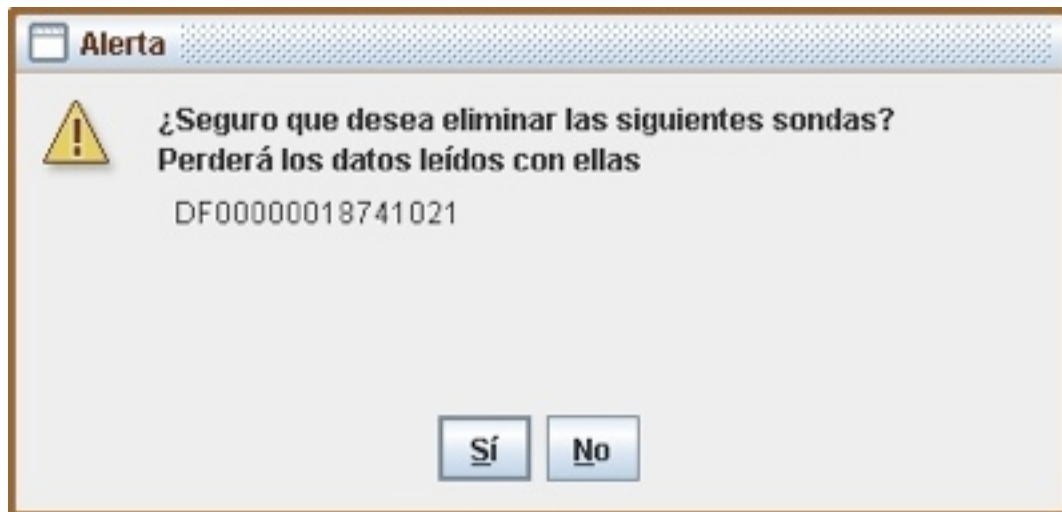 Alerta
¿Seguro que desea eliminar las siguientes sondas?
Perderá los datos leídos con ellas
DF00000018741021
Sí
No